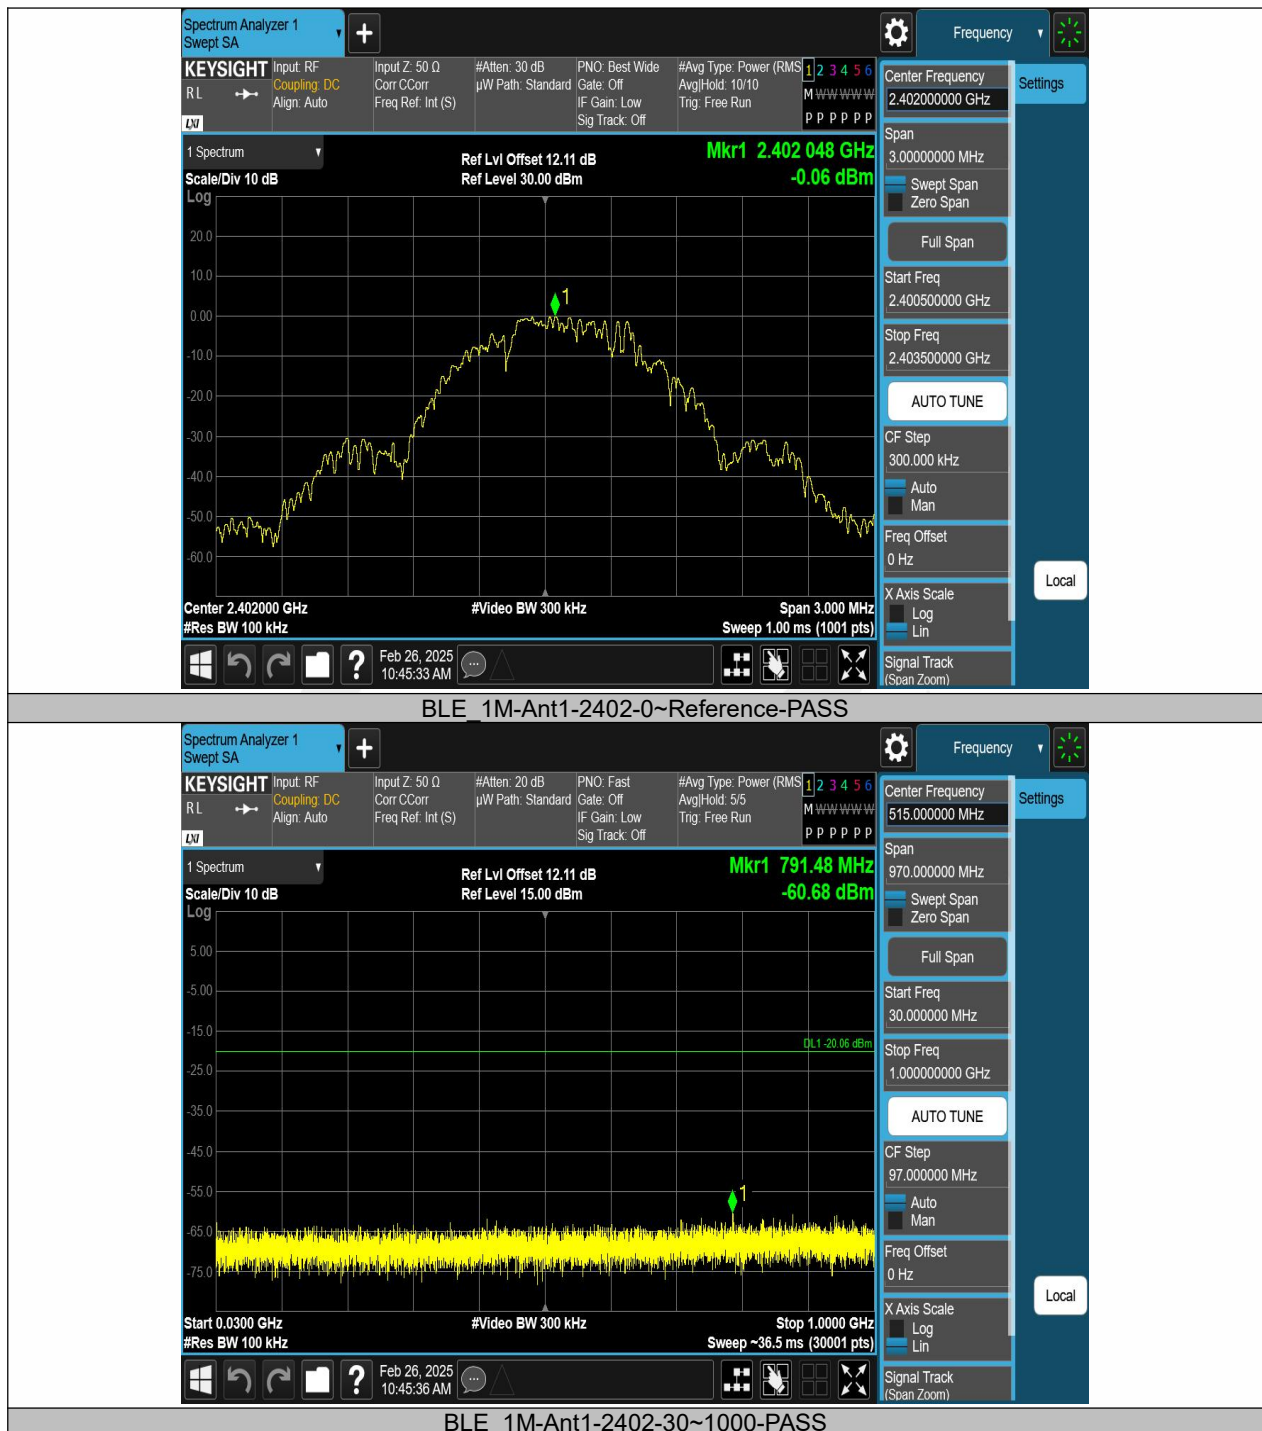 Spectrum Analyzer 1
Swept SA
+
Frequency
KEYSIGHT
RL
LXI
Input: RF
Coupling: DC
Align: Auto
Input Z: 50 Ω
Corr CCorr
Freq Ref: Int (S)
#Atten: 30 dB
µW Path: Standard
PNO: Best Wide
Gate: Off
IF Gain: Low
Sig Track: Off
#Avg Type: Power (RMS
Avg|Hold: 10/10
Trig: Free Run
1 2 3 4 5 6
M W W W W W
P P P P P P
1 Spectrum
Scale/Div 10 dB
Log
Ref Lvl Offset 12.11 dB
Ref Level 30.00 dBm
Mkr1 2.402 048 GHz
-0.06 dBm
20.0
10.0
0.00
-10.0
-20.0
-30.0
-40.0
-50.0
-60.0
1
Center 2.402000 GHz
#Res BW 100 kHz
#Video BW 300 kHz
Span 3.000 MHz
Sweep 1.00 ms (1001 pts)
?
Feb 26, 2025
10:45:33 AM
Center Frequency
2.402000000 GHz
Settings
Span
3.00000000 MHz
Swept Span
Zero Span
Full Span
Start Freq
2.400500000 GHz
Stop Freq
2.403500000 GHz
AUTO TUNE
CF Step
300.000 kHz
Auto
Man
Freq Offset
0 Hz
X Axis Scale
Log
Lin
Local
Signal Track
(Span Zoom)
BLE_1M-Ant1-2402-0~Reference-PASS
Spectrum Analyzer 1
Swept SA
+
Frequency
KEYSIGHT
RL
LXI
Input: RF
Coupling: DC
Align: Auto
Input Z: 50 Ω
Corr CCorr
Freq Ref: Int (S)
#Atten: 20 dB
µW Path: Standard
PNO: Fast
Gate: Off
IF Gain: Low
Sig Track: Off
#Avg Type: Power (RMS
Avg|Hold: 5/5
Trig: Free Run
1 2 3 4 5 6
M W W W W W
P P P P P P
1 Spectrum
Scale/Div 10 dB
Log
Ref Lvl Offset 12.11 dB
Ref Level 15.00 dBm
Mkr1 791.48 MHz
-60.68 dBm
5.00
-5.00
-15.0
-25.0
-35.0
-45.0
-55.0
-65.0
-75.0
DL1 -20.06 dBm
1
Start 0.0300 GHz
#Res BW 100 kHz
#Video BW 300 kHz
Stop 1.0000 GHz
Sweep ~36.5 ms (30001 pts)
?
Feb 26, 2025
10:45:36 AM
Center Frequency
515.000000 MHz
Settings
Span
970.000000 MHz
Swept Span
Zero Span
Full Span
Start Freq
30.000000 MHz
Stop Freq
1.000000000 GHz
AUTO TUNE
CF Step
97.000000 MHz
Auto
Man
Freq Offset
0 Hz
X Axis Scale
Log
Lin
Local
Signal Track
(Span Zoom)
BLE_1M-Ant1-2402-30~1000-PASS